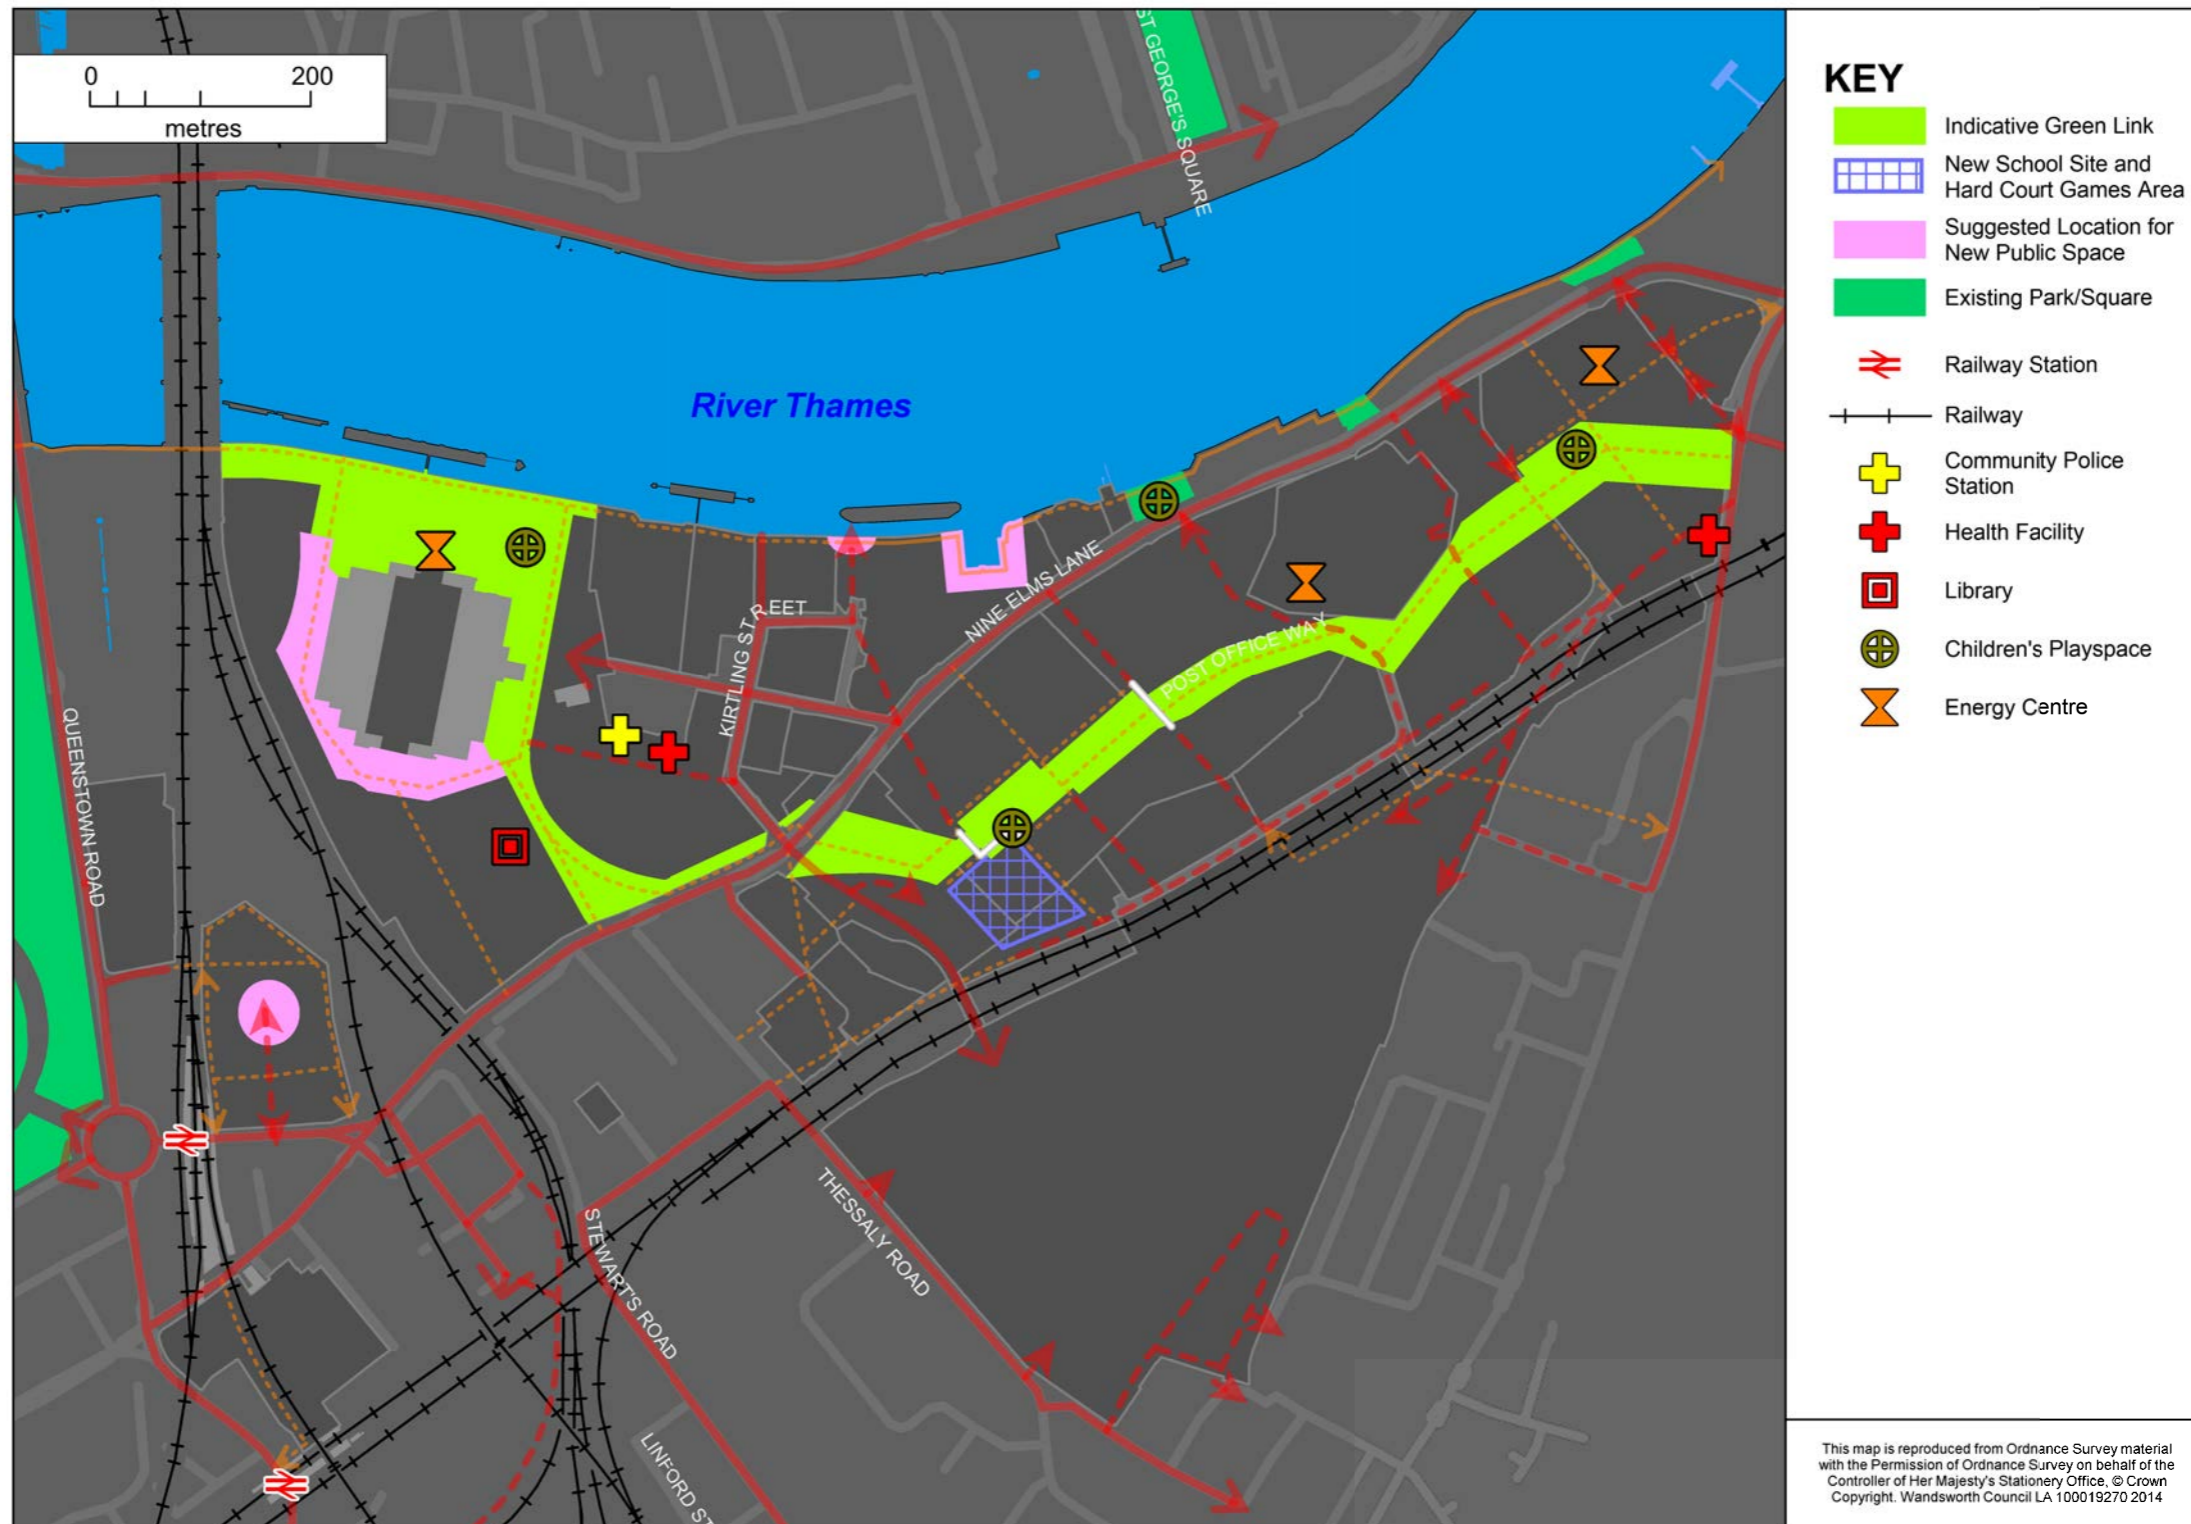 0 200
metres
ST GEORGE'S SQUARE
River Thames
NINE ELMS LANE
KIRTLING STREET
POST OFFICE WAY
QUEENSTOWN ROAD
THESSALY ROAD
STEWART'S ROAD
LINFORD ST
KEY
Indicative Green Link
New School Site and
Hard Court Games Area
Suggested Location for
New Public Space
Existing Park/Square
Railway Station
Railway
Community Police
Station
Health Facility
Library
Children's Playspace
Energy Centre
This map is reproduced from Ordnance Survey material
with the Permission of Ordnance Survey on behalf of the
Controller of Her Majesty's Stationery Office, © Crown
Copyright. Wandsworth Council LA 100019270 2014